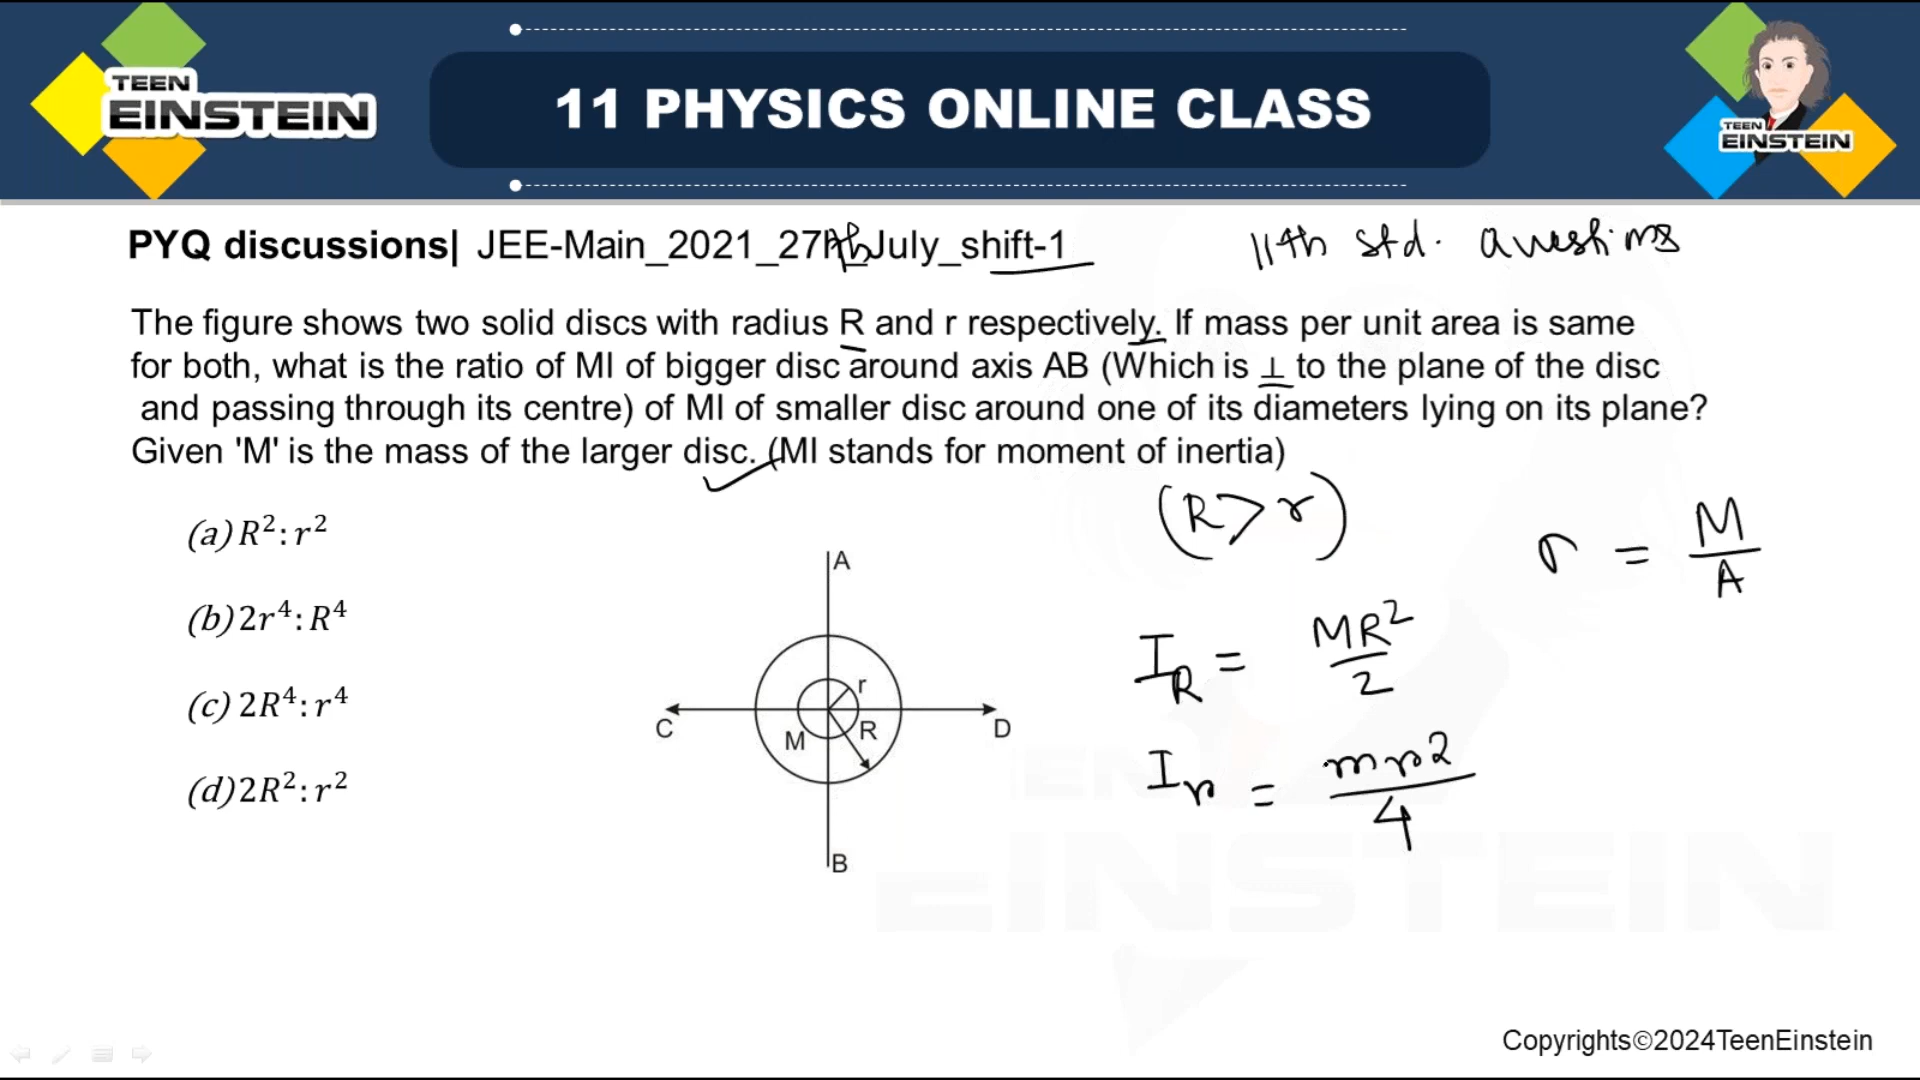 TEEN
EINSTEIN
11 PHYSICS ONLINE CLASS
TEEN
EINSTEIN
PYQ discussions| JEE-Main_2021_27th_July_shift-1
11th std. Questions
The figure shows two solid discs with radius R and r respectively. If mass per unit area is same
for both, what is the ratio of MI of bigger disc around axis AB (Which is ⊥ to the plane of the disc
and passing through its centre) of MI of smaller disc around one of its diameters lying on its plane?
Given 'M' is the mass of the larger disc. (MI stands for moment of inertia)
(R > r)
σ = M/A
(a) R²: r²
(b) 2r⁴: R⁴
(c) 2R⁴: r⁴
(d) 2R²: r²
A
r
C
M
R
D
B
I_R = MR²/2
I_r = mr²/4
EINSTEIN
Copyrights©2024TeenEinstein